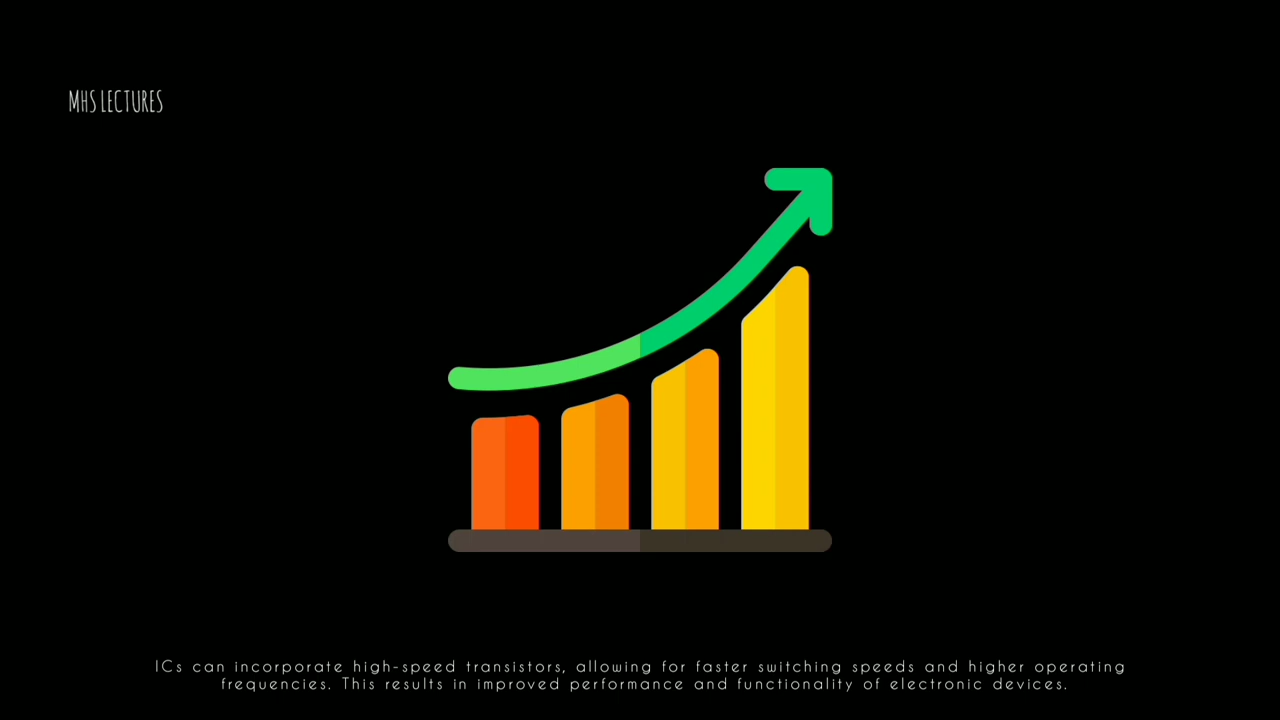 MHS LECTURES
ICs can incorporate high-speed transistors, allowing for faster switching speeds and higher operating
frequencies. This results in improved performance and functionality of electronic devices.